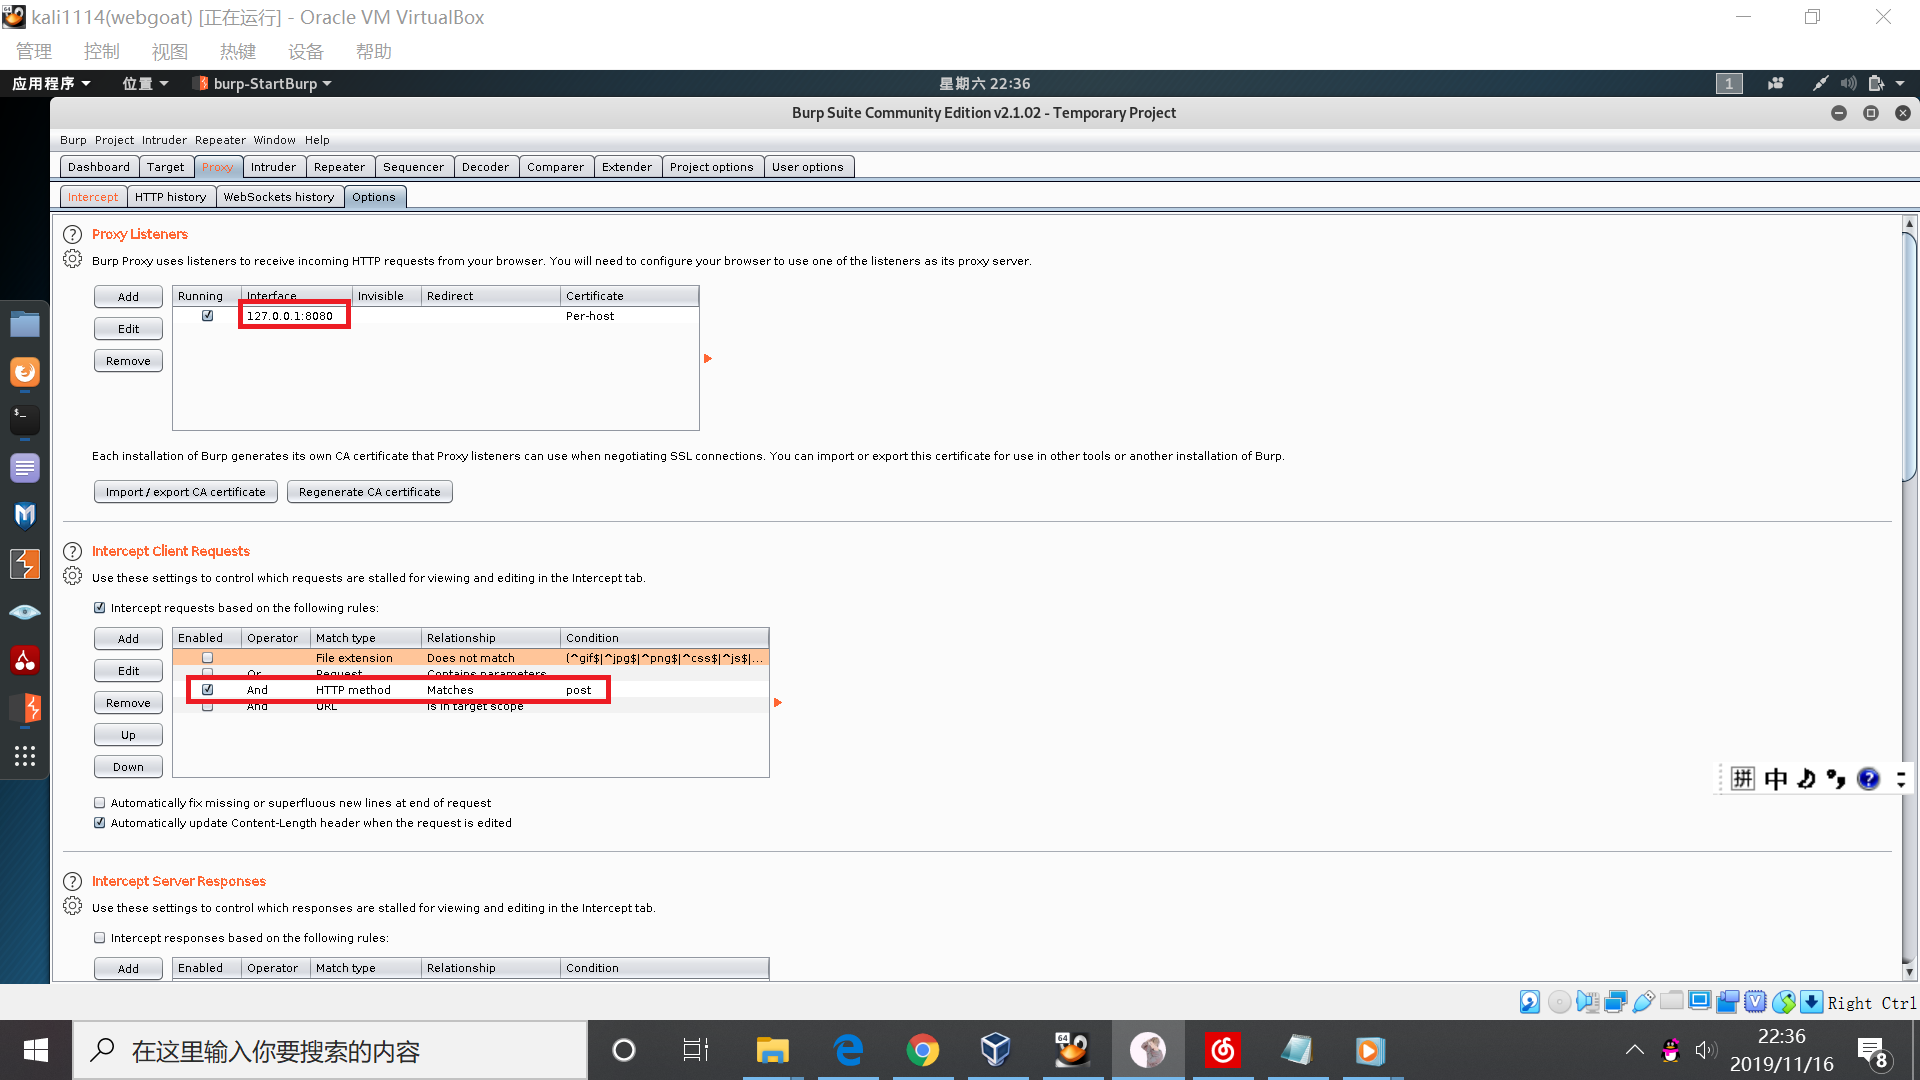 kali1114(webgoat) [正在运行] - Oracle VM VirtualBox
管理 控制 视图 热键 设备 帮助
应用程序 位置 burp-StartBurp 星期六 22:36 1
Burp Suite Community Edition v2.1.02 - Temporary Project
Burp Project Intruder Repeater Window Help
Dashboard Target Proxy Intruder Repeater Sequencer Decoder Comparer Extender Project options User options
Intercept HTTP history WebSockets history Options
? Proxy Listeners
Burp Proxy uses listeners to receive incoming HTTP requests from your browser. You will need to configure your browser to use one of the listeners as its proxy server.
Add Running Interface Invisible Redirect Certificate
127.0.0.1:8080 Per-host
Edit
Remove
Each installation of Burp generates its own CA certificate that Proxy listeners can use when negotiating SSL connections. You can import or export this certificate for use in other tools or another installation of Burp.
Import / export CA certificate Regenerate CA certificate
? Intercept Client Requests
Use these settings to control which requests are stalled for viewing and editing in the Intercept tab.
Intercept requests based on the following rules:
Add Enabled Operator Match type Relationship Condition
File extension Does not match (^gif$|^jpg$|^png$|^css$|^js$|...
Edit Or Request Contains parameters
And HTTP method Matches post
Remove And URL Is in target scope
Up
Down
Automatically fix missing or superfluous new lines at end of request
Automatically update Content-Length header when the request is edited
? Intercept Server Responses
Use these settings to control which responses are stalled for viewing and editing in the Intercept tab.
Intercept responses based on the following rules:
Add Enabled Operator Match type Relationship Condition
拼 中 ?
Right Ctrl
在这里输入你要搜索的内容
64
22:36
2019/11/16
8